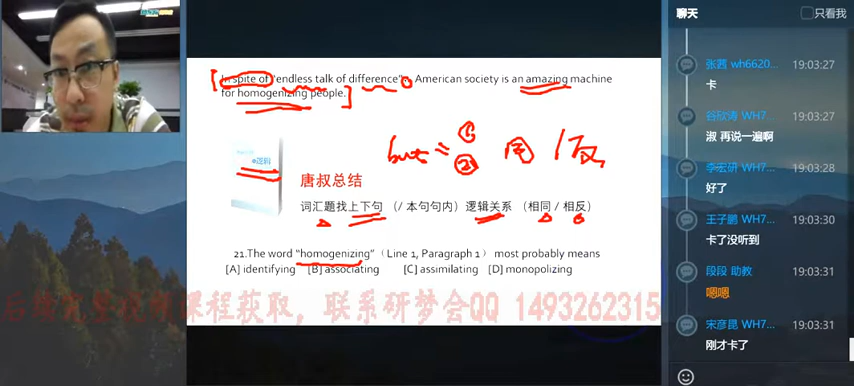 In spite of "endless talk of difference", American society is an amazing machine
for homogenizing people.
but = ① ② 同 / 反
逻辑
唐叔总结
词汇题找上下句 (/ 本句句内) 逻辑关系 (相同 / 相反)
21.The word "homogenizing" (Line 1, Paragraph 1) most probably means
[A] identifying [B] associating [C] assimilating [D] monopolizing
后续完整视频课程获取,联系研梦会QQ 1493262315
聊天
只看我
张茜 wh6620... 19:03:27
卡
谷欣涛 WH7... 19:03:27
淑 再说一遍啊
李宏研 WH7... 19:03:28
好了
王子鹏 WH7... 19:03:30
卡了没听到
段段 助教 19:03:31
嗯嗯
宋彦昆 WH7... 19:03:31
刚才卡了